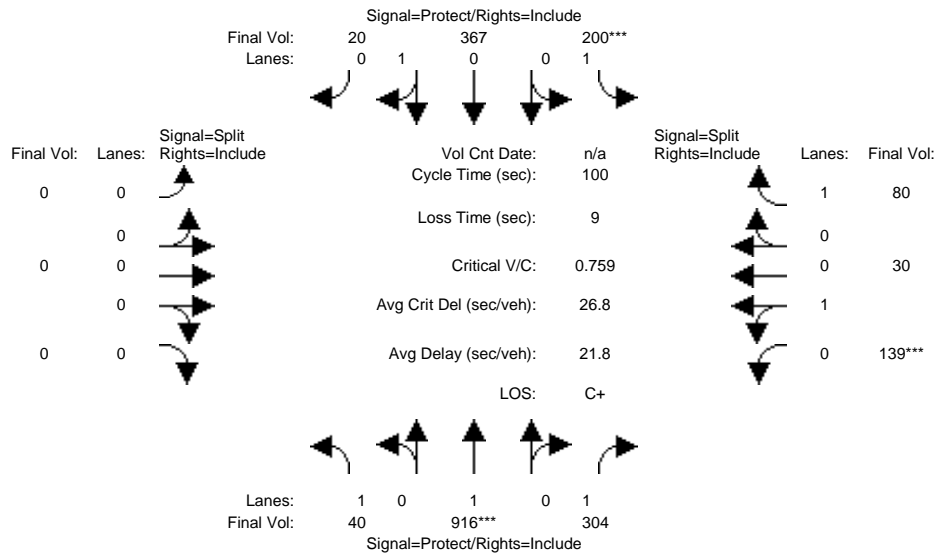 Signal=Protect/Rights=Include
Final Vol: 20 367 200***
Lanes: 0 1 0 0 1
Signal=Split
Final Vol: Lanes: Rights=Include
Vol Cnt Date: n/a
Signal=Split
Rights=Include Lanes: Final Vol:
Cycle Time (sec): 100
0 0
1 80
Loss Time (sec): 9
0
0
0 0
Critical V/C: 0.759
0 30
0
Avg Crit Del (sec/veh): 26.8
1
0 0
Avg Delay (sec/veh): 21.8
0 139***
LOS: C+
Lanes: 1 0 1 0 1
Final Vol: 40 916*** 304
Signal=Protect/Rights=Include